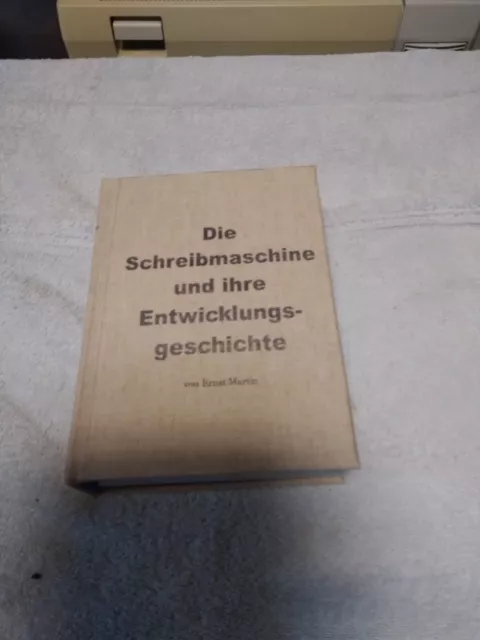 Die
Schreibmaschine
und ihre
Entwicklungs-
geschichte
von Ernst Martin